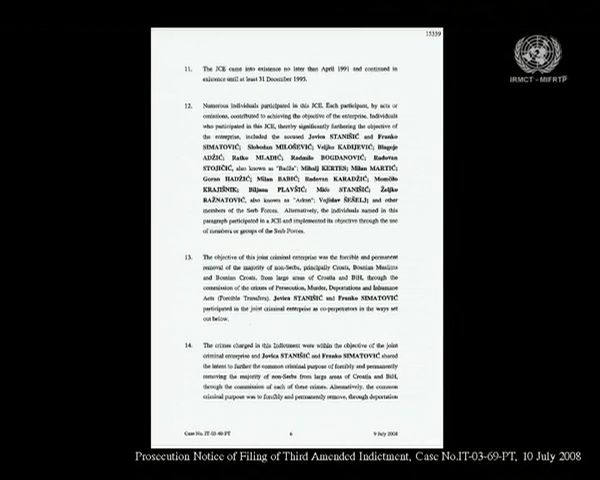 15339
IRMCT - MIFRTP
11. The JCE came into existence no later than April 1991 and continued in
existence until at least 31 December 1995.
12. Numerous individuals participated in this JCE. Each participant, by acts or
omissions, contributed to achieving the objective of the enterprise. Individuals
who participated in this JCE, thereby significantly furthering the objective of
the enterprise, included the accused Jovica STANIŠIĆ and Franko
SIMATOVIĆ; Slobodan MILOŠEVIĆ; Veljko KADIJEVIĆ; Blagoje
ADŽIĆ; Ratko MLADIĆ; Radmilo BOGDANOVIĆ; Radovan
STOJIČIĆ, also known as "Badža"; Mihalj KERTES; Milan MARTIĆ;
Goran HADŽIĆ; Milan BABIĆ; Radovan KARADŽIĆ; Momčilo
KRAJIŠNIK; Biljana PLAVŠIĆ; Mićo STANIŠIĆ; Željko
RAŽNATOVIĆ, also known as "Arkan"; Vojislav ŠEŠELJ; and other
members of the Serb Forces. Alternatively, the individuals named in this
paragraph participated in a JCE and implemented its objective through the use
of members or groups of the Serb Forces.
13. The objective of this joint criminal enterprise was the forcible and permanent
removal of the majority of non-Serbs, principally Croats, Bosnian Muslims
and Bosnian Croats, from large areas of Croatia and BiH, through the
commission of the crimes of Persecution, Murder, Deportations and Inhumane
Acts (Forcible Transfers). Jovica STANIŠIĆ and Franko SIMATOVIĆ
participated in the joint criminal enterprise as co-perpetrators in the ways set
out below.
14. The crimes charged in this Indictment were within the objective of the joint
criminal enterprise and Jovica STANIŠIĆ and Franko SIMATOVIĆ shared
the intent to further the common criminal purpose of forcibly and permanently
removing the majority of non-Serbs from large areas of Croatia and BiH,
through the commission of each of these crimes. Alternatively, the common
criminal purpose was to forcibly and permanently remove, through deportation
Case No. IT-03-69-PT 6 9 July 2008
Prosecution Notice of Filing of Third Amended Indictment, Case No.IT-03-69-PT, 10 July 2008